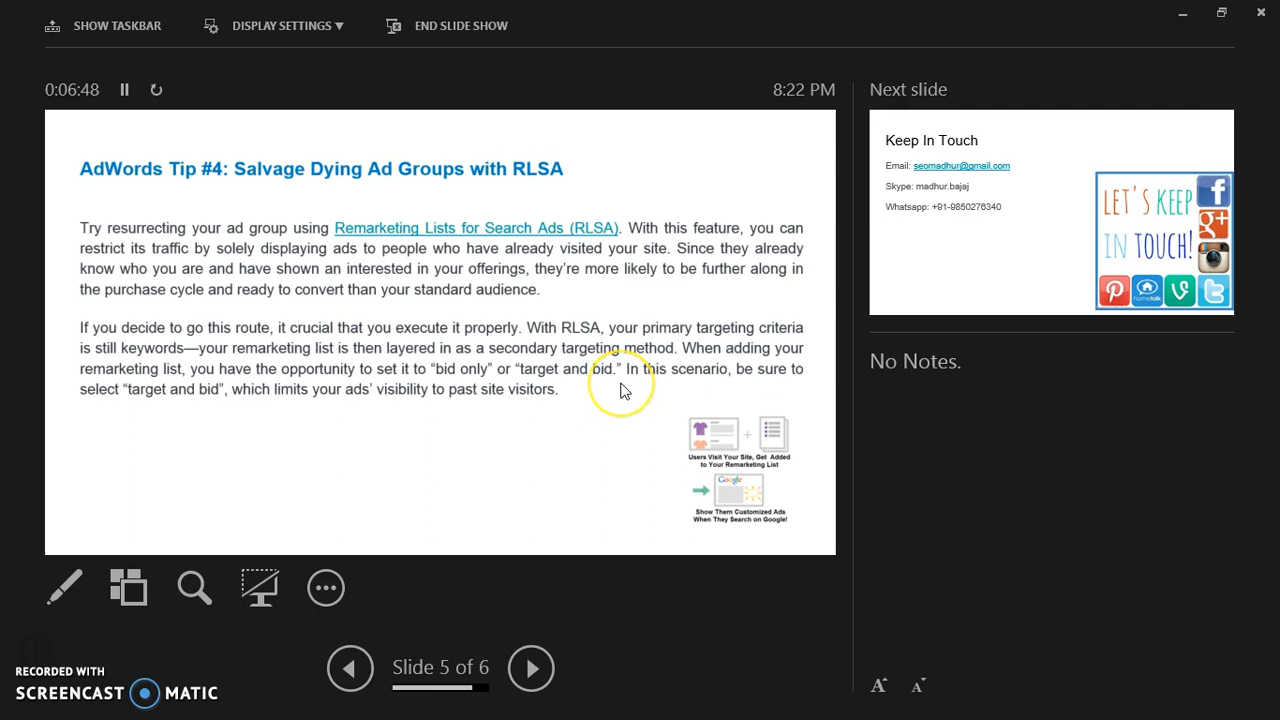 SHOW TASKBAR
DISPLAY SETTINGS ▼
END SLIDE SHOW
0:06:48
8:22 PM
AdWords Tip #4: Salvage Dying Ad Groups with RLSA
Try resurrecting your ad group using Remarketing Lists for Search Ads (RLSA). With this feature, you can
restrict its traffic by solely displaying ads to people who have already visited your site. Since they already
know who you are and have shown an interested in your offerings, they're more likely to be further along in
the purchase cycle and ready to convert than your standard audience.
If you decide to go this route, it crucial that you execute it properly. With RLSA, your primary targeting criteria
is still keywords—your remarketing list is then layered in as a secondary targeting method. When adding your
remarketing list, you have the opportunity to set it to “bid only” or “target and bid.” In this scenario, be sure to
select “target and bid”, which limits your ads’ visibility to past site visitors.
Users Visit Your Site, Get Added
to Your Remarketing List
Google
Show Them Customized Ads
When They Search on Google!
Next slide
Keep In Touch
Email: seomadhur@gmail.com
Skype: madhur.bajaj
Whatsapp: +91-9850276340
LET'S KEEP
IN TOUCH!
hometalk
No Notes.
Slide 5 of 6
RECORDED WITH
SCREENCAST MATIC
A A